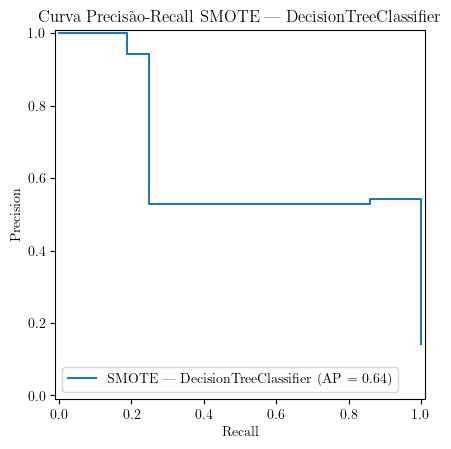 Curva Precisão-Recall SMOTE — DecisionTreeClassifier
1.0
0.8
0.6
0.4
0.2
0.0
Precision
SMOTE — DecisionTreeClassifier (AP = 0.64)
0.0 0.2 0.4 0.6 0.8 1.0
Recall